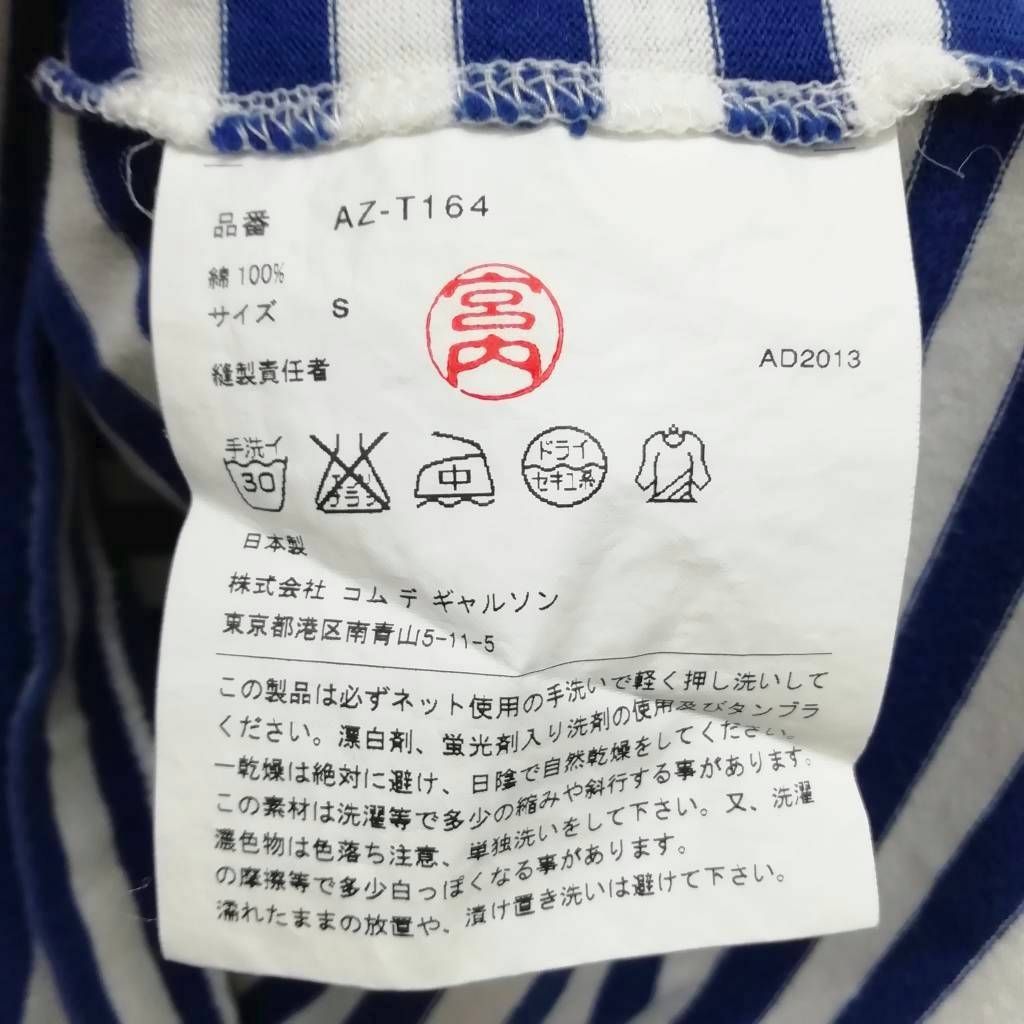 品番 AZ-T164
綿 100%
サイズ S
宮内
縫製責任者
AD2013
手洗イ
30
エンソ
サラシ
中
ドライ
セキユ系
日本製
株式会社 コム デ ギャルソン
東京都港区南青山5-11-5
この製品は必ずネット使用の手洗いで軽く押し洗いして
ください。漂白剤、蛍光剤入り洗剤の使用及びタンブラ
ー乾燥は絶対に避け、日陰で自然乾燥をしてください。
この素材は洗濯等で多少の縮みや斜行する事があります。
濃色物は色落ち注意、単独洗いをして下さい。又、洗濯
の摩擦等で多少白っぽくなる事があります。
濡れたままの放置や、漬け置き洗いは避けて下さい。